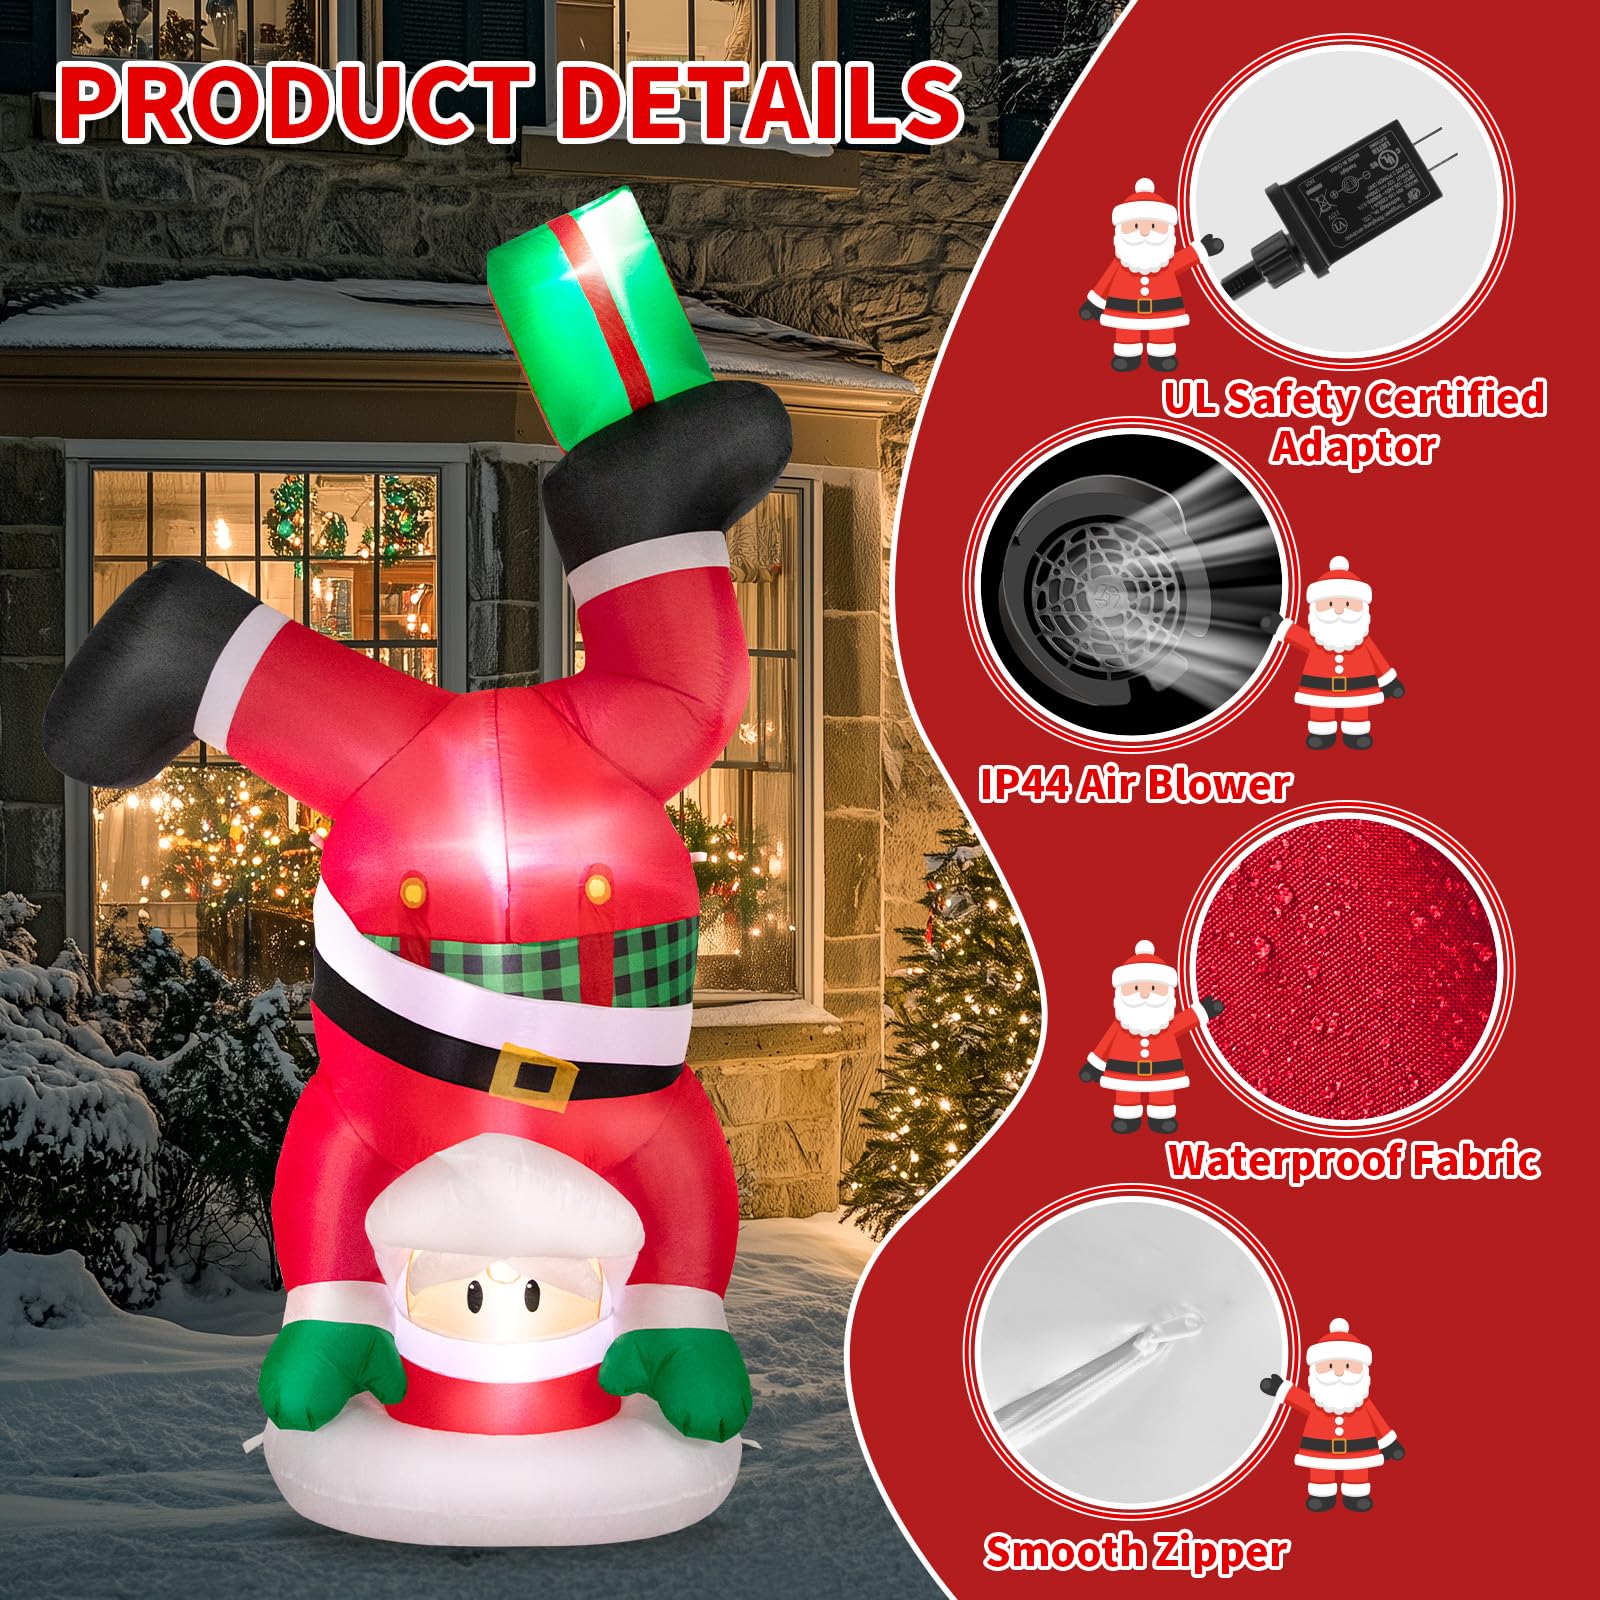 PRODUCT DETAILS
UL Safety Certified
Adaptor
IP44 Air Blower
Waterproof Fabric
Smooth Zipper